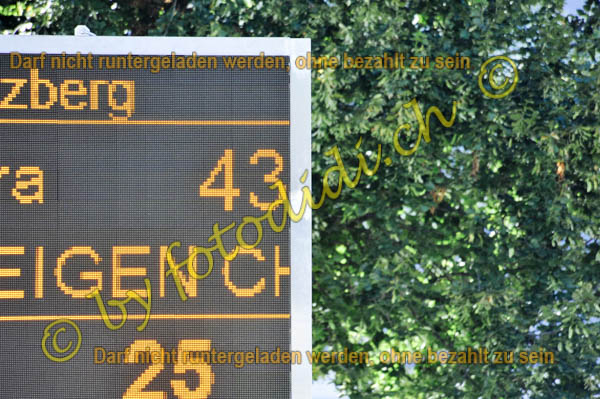 Darf nicht runtergeladen werden, ohne bezahlt zu sein
zberg
ra 43
EIGEN CH
© by fotodidi.ch ©
25
Darf nicht runtergeladen werden, ohne bezahlt zu sein